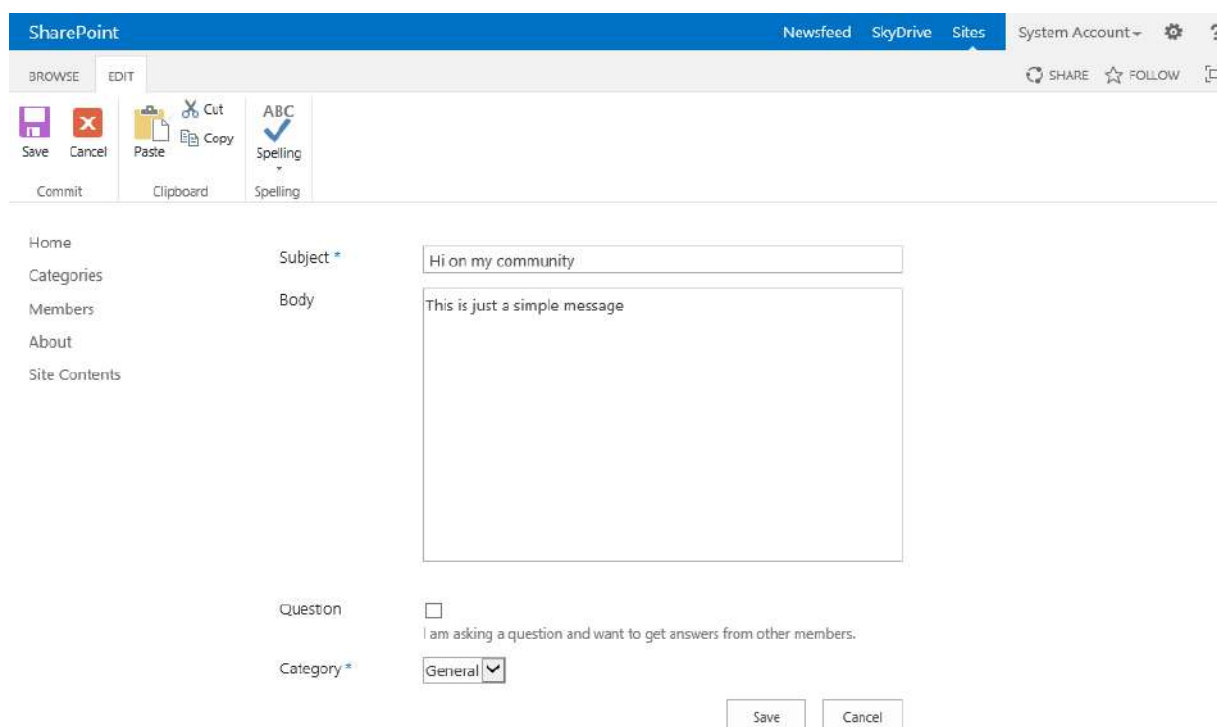 SharePoint Newsfeed SkyDrive Sites System Account ?
BROWSE EDIT SHARE FOLLOW
Save Cancel Paste Cut Copy ABC Spelling
Commit Clipboard Spelling
Home
Categories
Members
About
Site Contents
Subject * Hi on my community
Body This is just a simple message
Question
I am asking a question and want to get answers from other members.
Category * General
Save Cancel